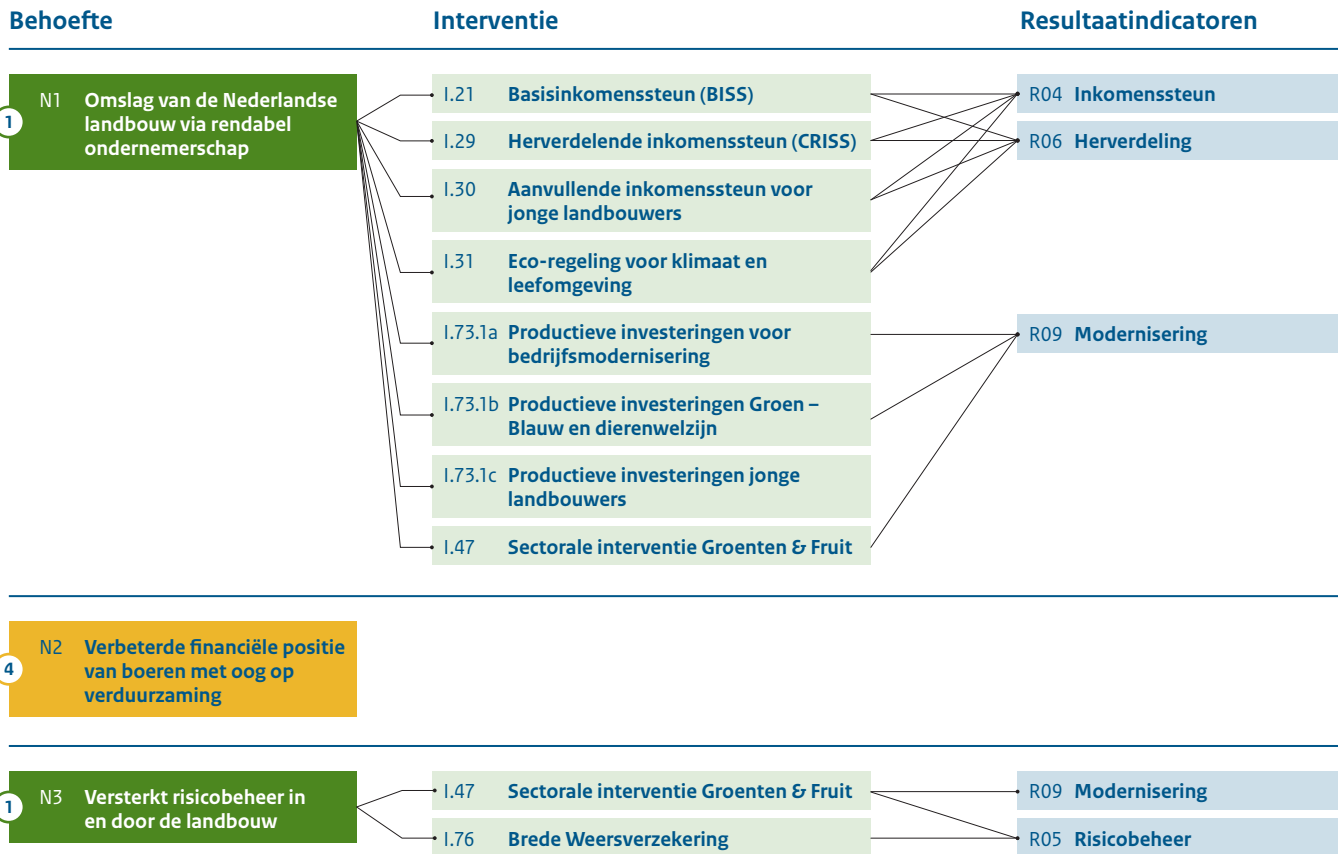 Behoefte
Interventie
Resultaatindicatoren
1
N1 Omslag van de Nederlandse
landbouw via rendabel
ondernemerschap
I.21 Basisinkomenssteun (BISS)
I.29 Herverdelende inkomenssteun (CRISS)
I.30 Aanvullende inkomenssteun voor
jonge landbouwers
I.31 Eco-regeling voor klimaat en
leefomgeving
I.73.1a Productieve investeringen voor
bedrijfsmodernisering
I.73.1b Productieve investeringen Groen –
Blauw en dierenwelzijn
I.73.1c Productieve investeringen jonge
landbouwers
I.47 Sectorale interventie Groenten & Fruit
R04 Inkomenssteun
R06 Herverdeling
R09 Modernisering
4
N2 Verbeterde financiële positie
van boeren met oog op
verduurzaming
1
N3 Versterkt risicobeheer in
en door de landbouw
I.47 Sectorale interventie Groenten & Fruit
I.76 Brede Weersverzekering
R09 Modernisering
R05 Risicobeheer